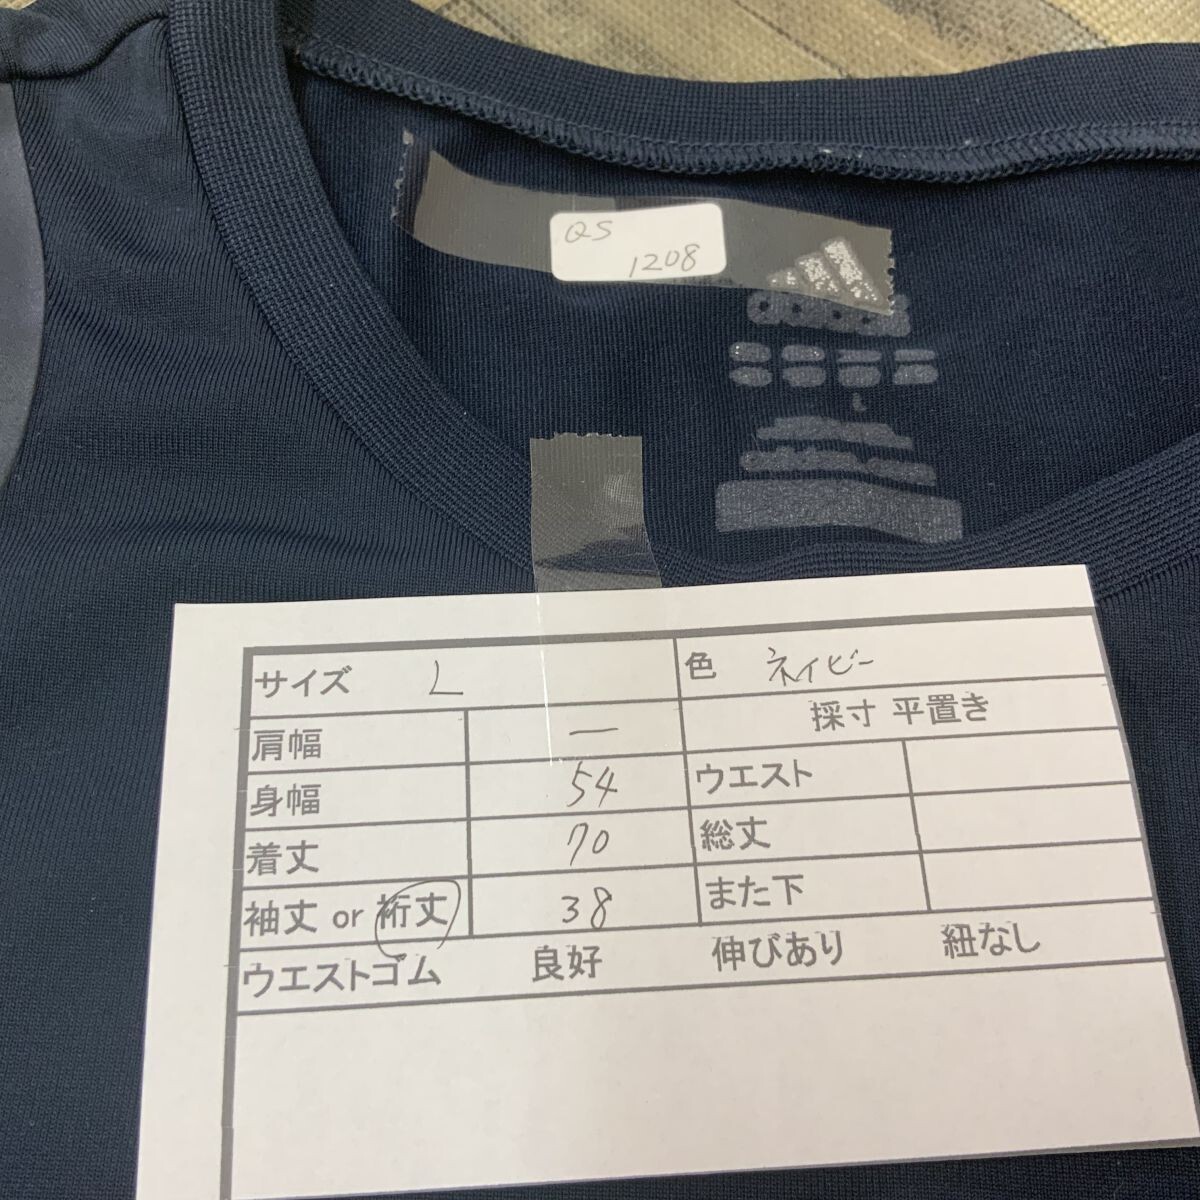 QS
1208
L
サイズ L 色 ネイビー
肩幅 — 採寸 平置き
身幅 54 ウエスト
着丈 70 総丈
袖丈 or 裄丈 38 また下
ウエストゴム 良好 伸びあり 紐なし